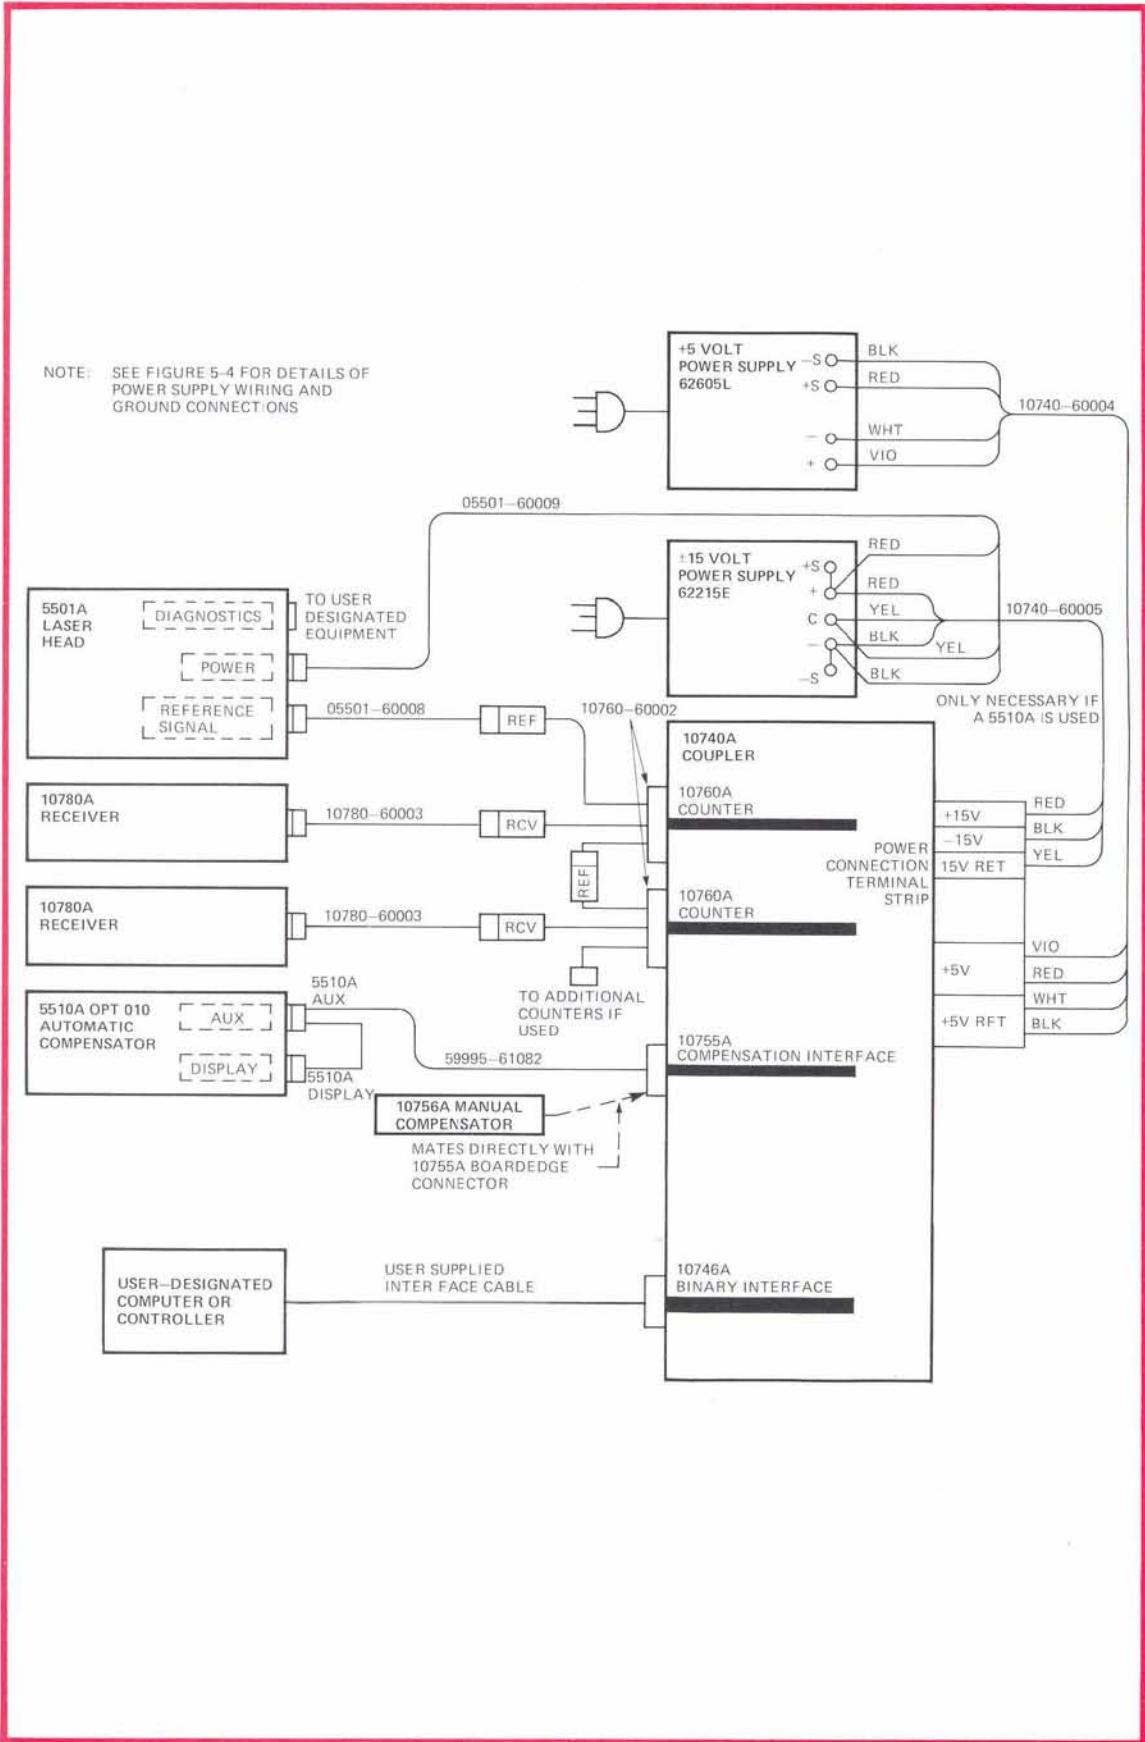 NOTE: SEE FIGURE 5-4 FOR DETAILS OF
POWER SUPPLY WIRING AND
GROUND CONNECTIONS
+5 VOLT
POWER SUPPLY
62605L
-S
+S
-
+
BLK
RED
WHT
VIO
10740-60004
05501-60009
±15 VOLT
POWER SUPPLY
62215E
+S
+
C
-
-S
RED
RED
YEL
BLK
YEL
BLK
10740-60005
ONLY NECESSARY IF
A 5510A IS USED
5501A
LASER
HEAD
DIAGNOSTICS
POWER
REFERENCE
SIGNAL
TO USER
DESIGNATED
EQUIPMENT
05501-60008
REF
10760-60002
10780A
RECEIVER
10780-60003
RCV
REF
10780A
RECEIVER
10780-60003
RCV
TO ADDITIONAL
COUNTERS IF
USED
5510A OPT 010
AUTOMATIC
COMPENSATOR
AUX
DISPLAY
5510A
AUX
5510A
DISPLAY
59995-61082
10756A MANUAL
COMPENSATOR
MATES DIRECTLY WITH
10755A BOARDEDGE
CONNECTOR
10740A
COUPLER
10760A
COUNTER
10760A
COUNTER
10755A
COMPENSATION INTERFACE
10746A
BINARY INTERFACE
POWER
CONNECTION
TERMINAL
STRIP
+15V
-15V
15V RET
+5V
+5V RET
RED
BLK
YEL
VIO
RED
WHT
BLK
USER-DESIGNATED
COMPUTER OR
CONTROLLER
USER SUPPLIED
INTER FACE CABLE